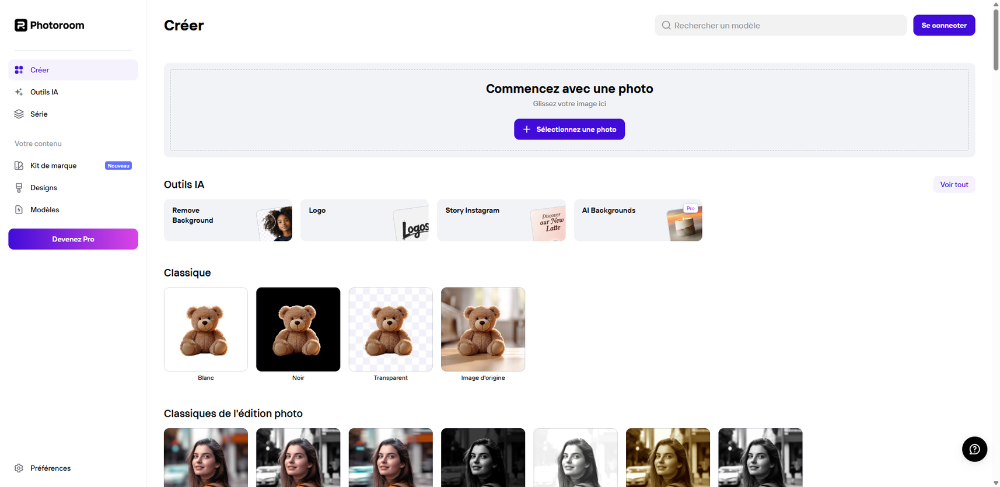 Photoroom
Créer
Outils IA
Série
Votre contenu
Kit de marque
Nouveau
Designs
Modèles
Devenez Pro
Préférences
Créer
Rechercher un modèle
Se connecter
Commencez avec une photo
Glissez votre image ici
Sélectionnez une photo
Outils IA
Voir tout
Remove
Background
Logo
Logos
Story Instagram
Discover
our New
Latte
AI Backgrounds
Pro
Classique
Blanc
Noir
Transparent
Image d'origine
Classiques de l'édition photo